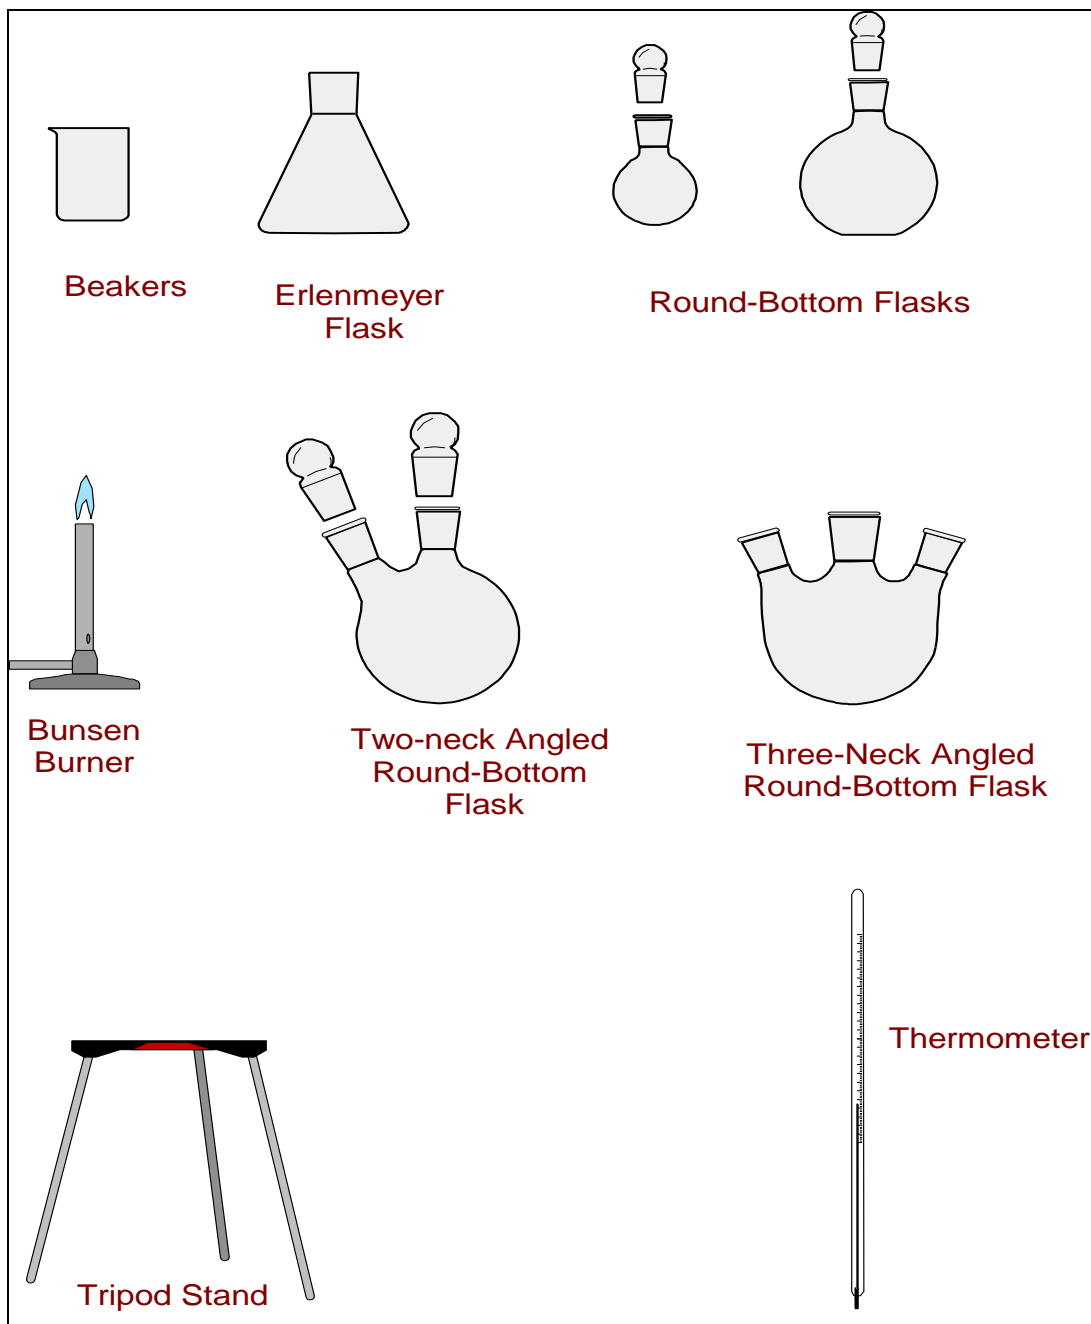 Beakers
Erlenmeyer
Flask
Round-Bottom Flasks
Bunsen
Burner
Two-neck Angled
Round-Bottom
Flask
Three-Neck Angled
Round-Bottom Flask
Thermometer
Tripod Stand